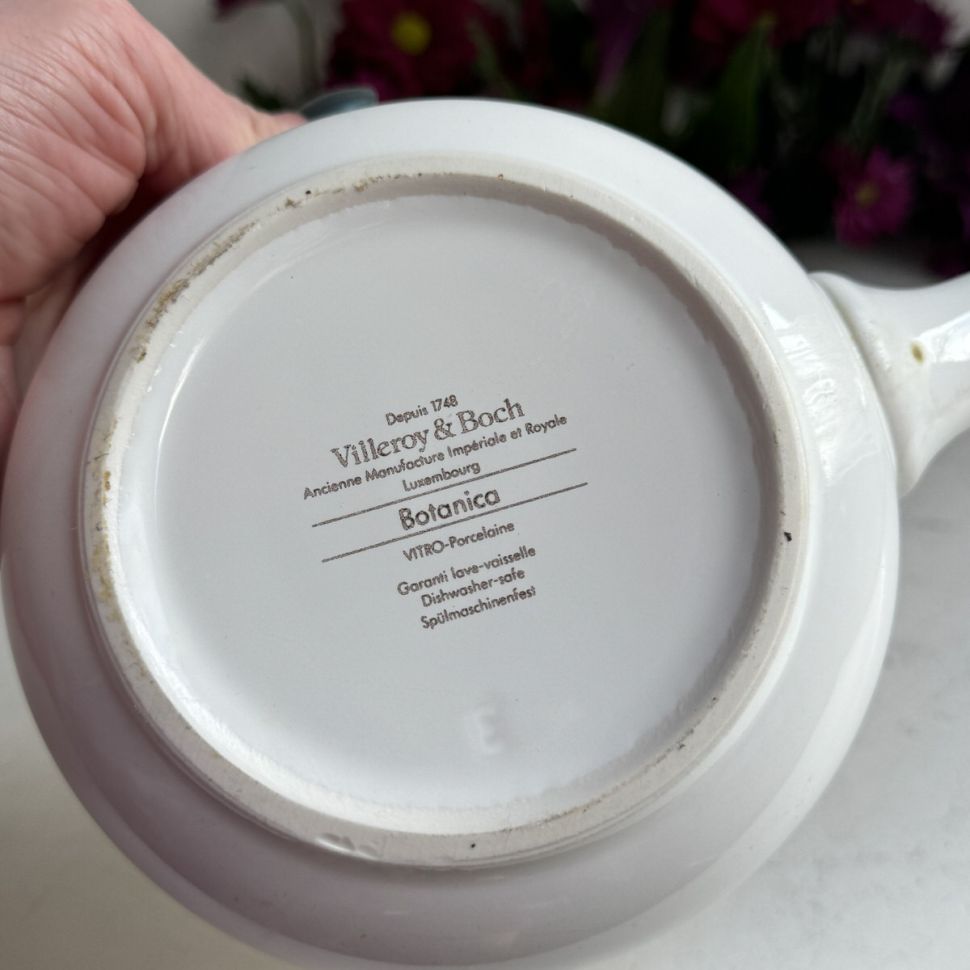 Depuis 1748
Villeroy & Boch
Ancienne Manufacture Impériale et Royale
Luxembourg
Botanica
VITRO-Porcelaine
Garanti lave-vaisselle
Dishwasher-safe
Spülmaschinenfest
E